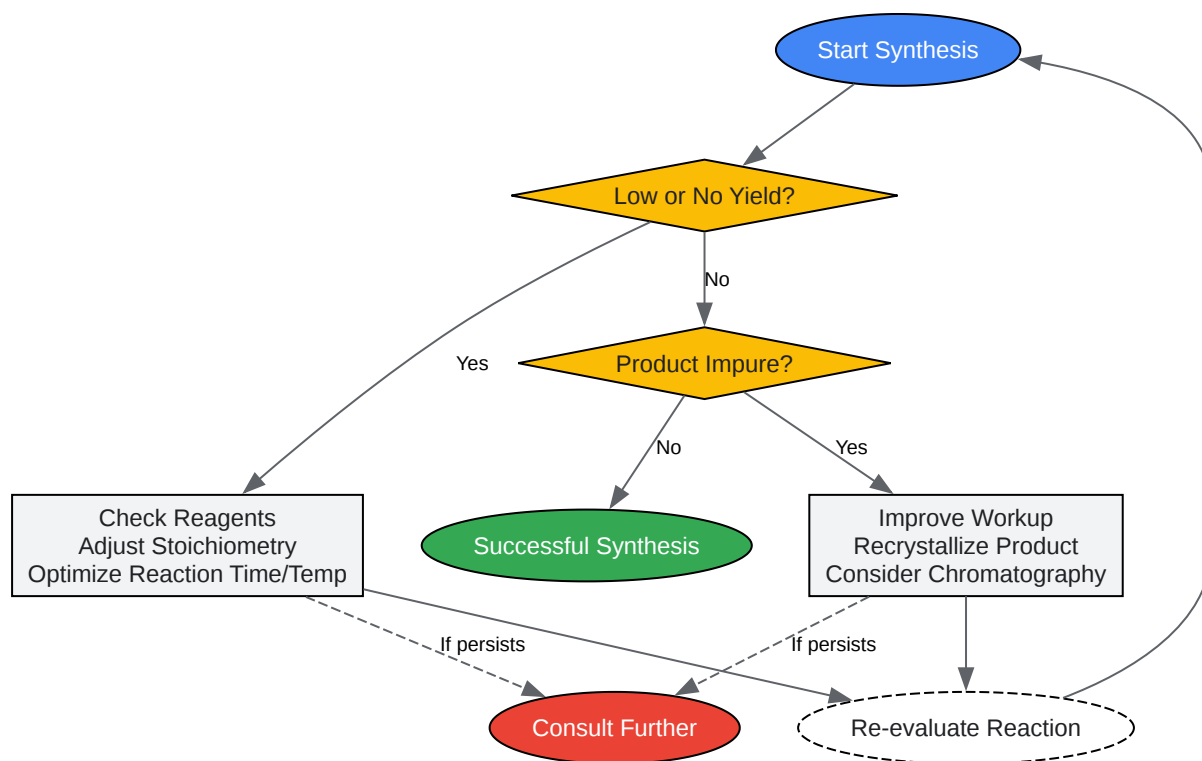 Start Synthesis
Low or No Yield?
No
Yes
Product Impure?
No
Yes
Check Reagents
Adjust Stoichiometry
Optimize Reaction Time/Temp
Successful Synthesis
Improve Workup
Recrystallize Product
Consider Chromatography
If persists
If persists
Consult Further
Re-evaluate Reaction